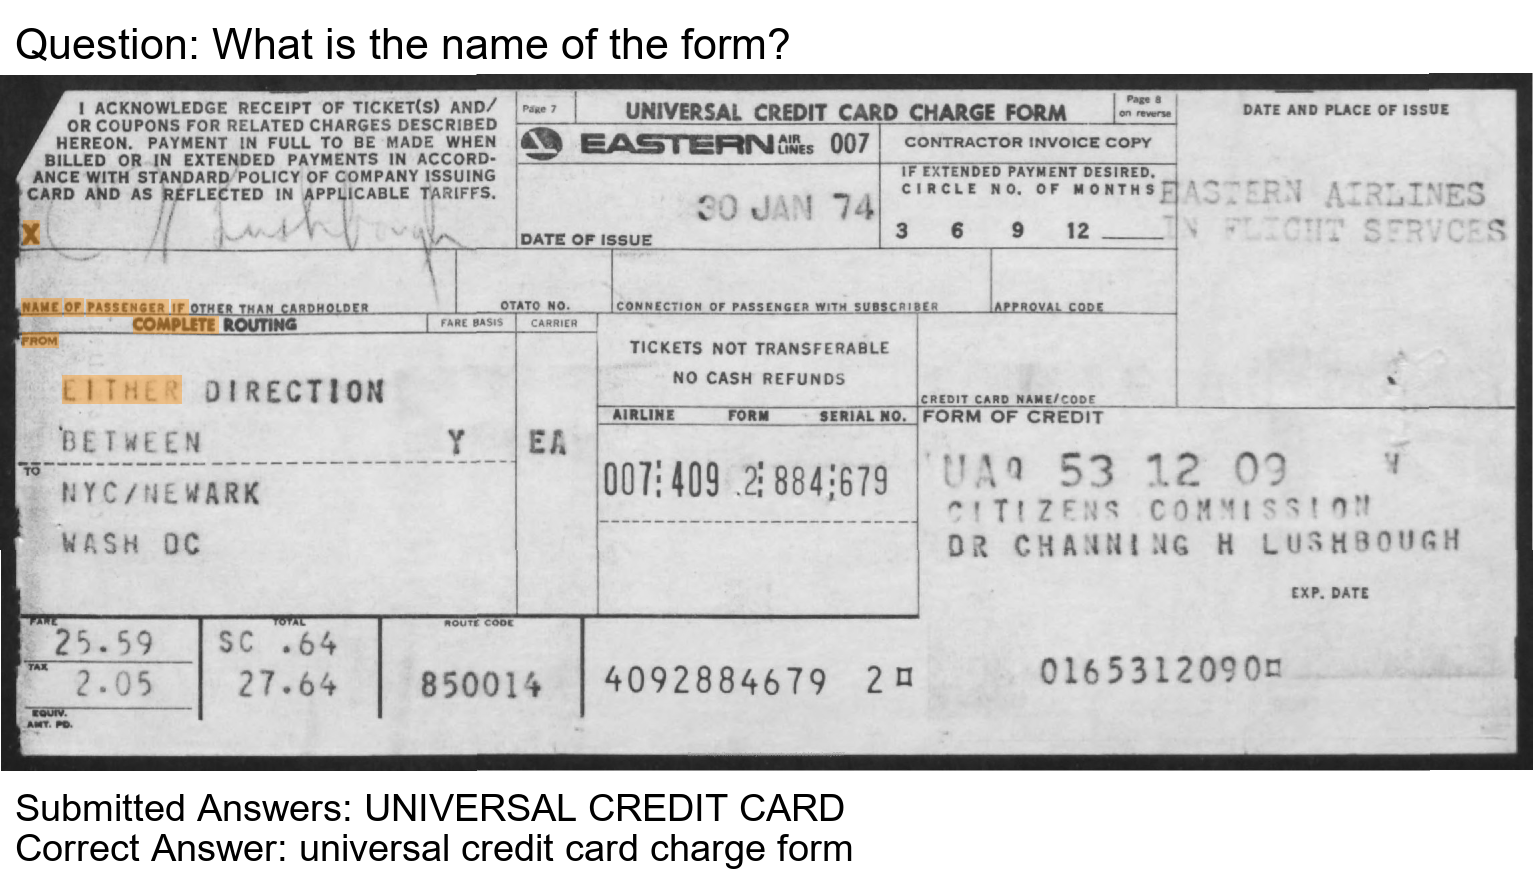 Question: What is the name of the form?
I ACKNOWLEDGE RECEIPT OF TICKET(S) AND/
OR COUPONS FOR RELATED CHARGES DESCRIBED
HEREON. PAYMENT IN FULL TO BE MADE WHEN
BILLED OR IN EXTENDED PAYMENTS IN ACCORD-
ANCE WITH STANDARD POLICY OF COMPANY ISSUING
CARD AND AS REFLECTED IN APPLICABLE TARIFFS.
X C H Lushbough
Page 7
UNIVERSAL CREDIT CARD CHARGE FORM
Page 8
on reverse
EASTERN AIR LINES 007
CONTRACTOR INVOICE COPY
30 JAN 74
DATE OF ISSUE
IF EXTENDED PAYMENT DESIRED,
CIRCLE NO. OF MONTHS
3 6 9 12
DATE AND PLACE OF ISSUE
EASTERN AIRLINES
IN FLIGHT SERVCES
NAME OF PASSENGER IF OTHER THAN CARDHOLDER
OTATO NO.
CONNECTION OF PASSENGER WITH SUBSCRIBER
APPROVAL CODE
COMPLETE ROUTING
FARE BASIS
CARRIER
FROM
EITHER DIRECTION
BETWEEN Y EA
TO
NYC/NEWARK
WASH DC
TICKETS NOT TRANSFERABLE
NO CASH REFUNDS
AIRLINE FORM SERIAL NO.
007 409 2 884 679
CREDIT CARD NAME/CODE
FORM OF CREDIT
UA9 53 12 09
CITIZENS COMMISSION
DR CHANNING H LUSHBOUGH
EXP. DATE
FARE
25.59
TAX
2.05
EQUIV.
AMT. PD.
TOTAL
SC .64
27.64
ROUTE CODE
850014
4092884679 2¤
0165312090¤
Submitted Answers: UNIVERSAL CREDIT CARD
Correct Answer: universal credit card charge form